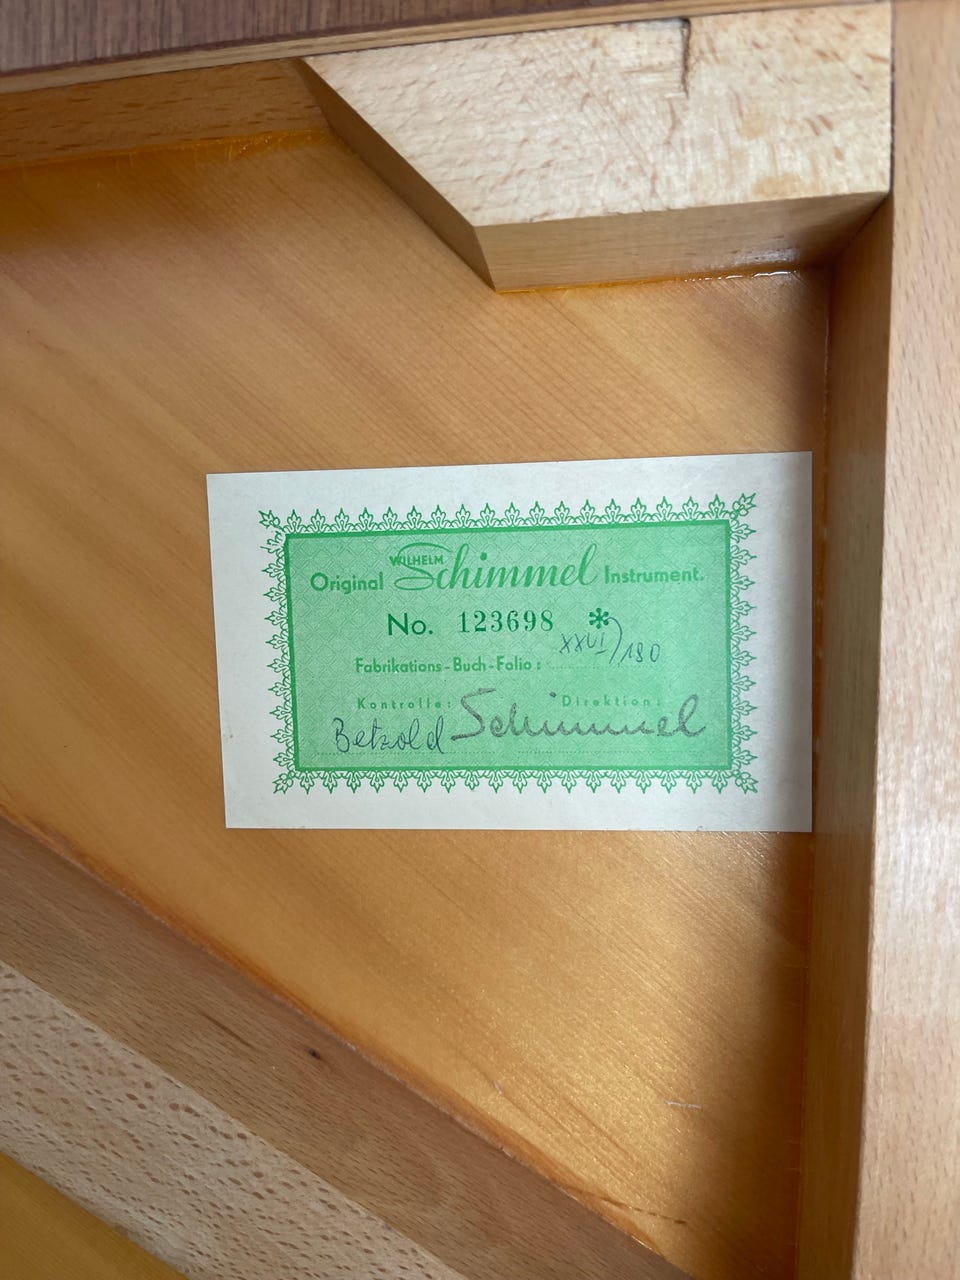 WILHELM
Original Schimmel Instrument.
No. 123698 *
Fabrikations-Buch-Folio: XXVI/180
Kontrolle: Direktion:
Betzold Schimmel